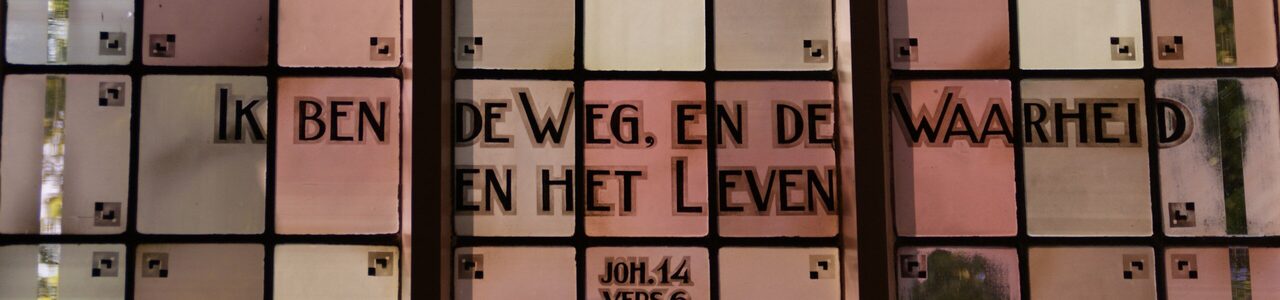 Ik ben de Weg, en de Waarheid
en het Leven
Joh. 14
vers 6